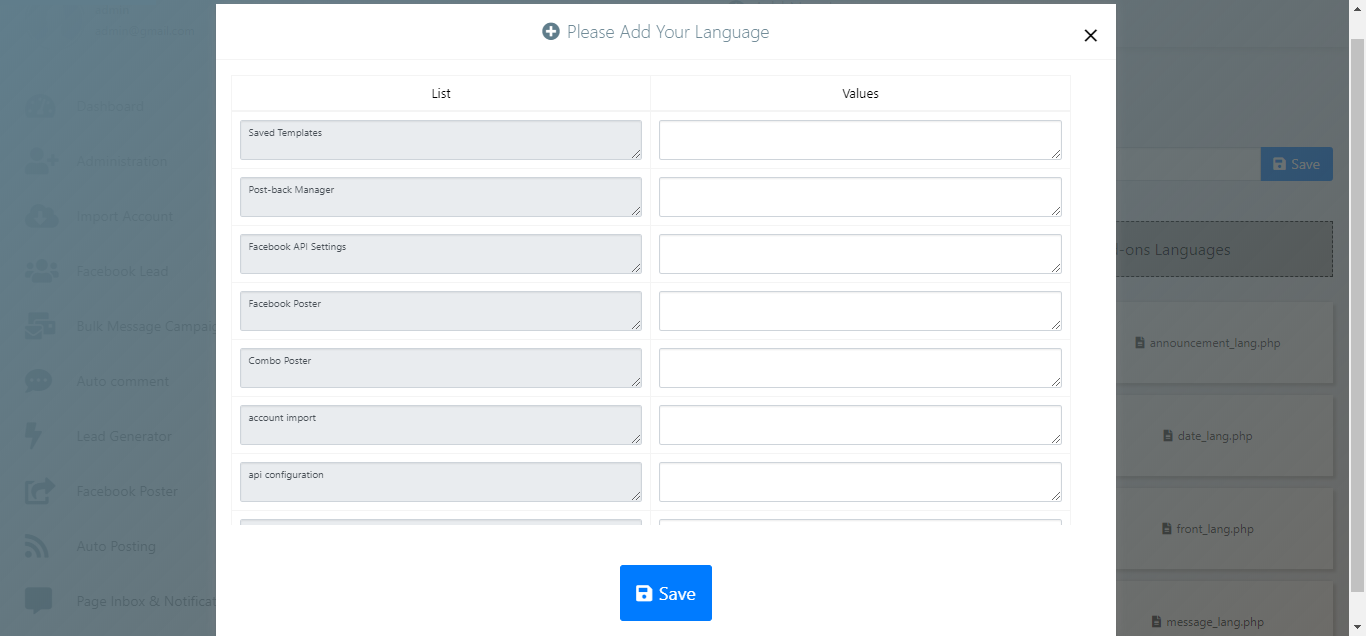 Please Add Your Language
List
Values
Saved Templates
Post-back Manager
Facebook API Settings
Facebook Poster
Combo Poster
account import
api configuration
Save
Dashboard
Administration
Import Account
Facebook Lead
Bulk Message
Auto comment
Lead Generator
Facebook Poster
Auto Posting
Page Inbox &
Save
-ons Languages
announcement_lang.php
date_lang.php
front_lang.php
message_lang.php